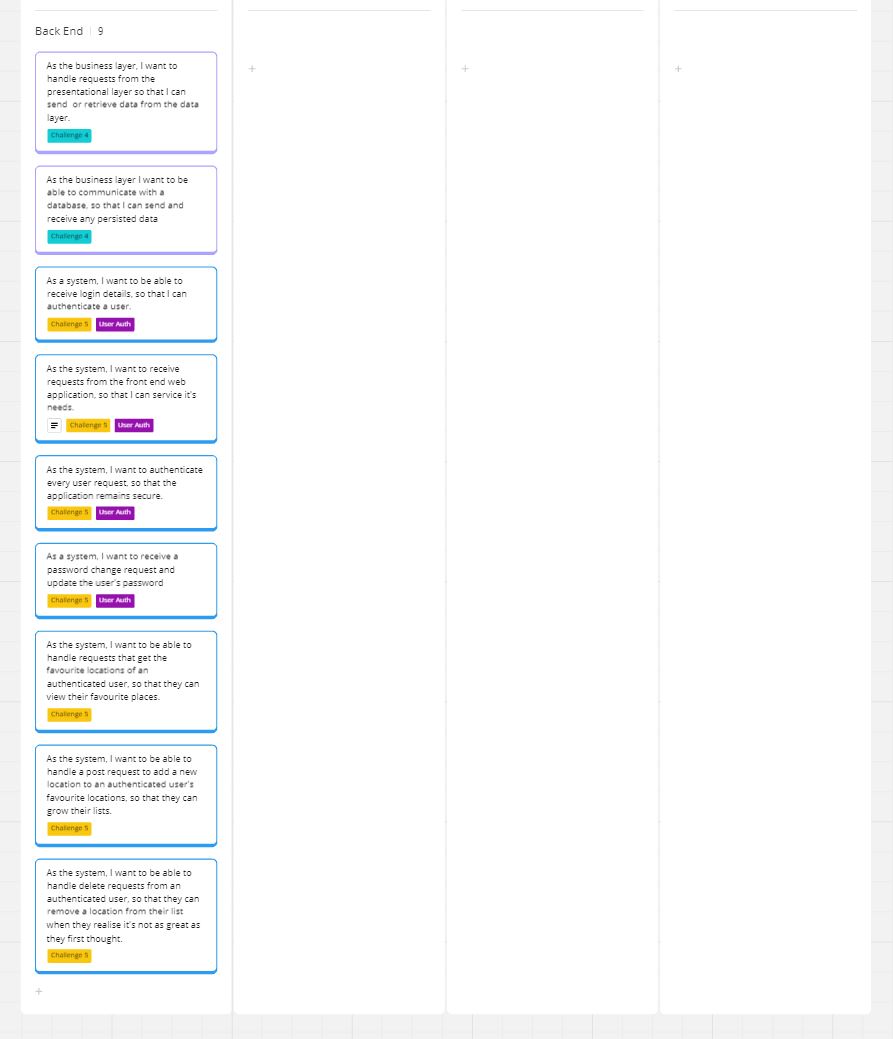 Back End | 9
As the business layer, I want to
handle requests from the
presentational layer so that I can
send  or retrieve data from the data
layer.
Challenge 4
As the business layer I want to be
able to communicate with a
database, so that I can send and
receive any persisted data
Challenge 4
As a system, I want to be able to
receive login details, so that I can
authenticate a user.
Challenge 5 User Auth
As the system, I want to receive
requests from the front end web
application, so that I can service it's
needs.
Challenge 5 User Auth
As the system, I want to authenticate
every user request, so that the
application remains secure.
Challenge 5 User Auth
As a system, I want to receive a
password change request and
update the user's password
Challenge 5 User Auth
As the system, I want to be able to
handle requests that get the
favourite locations of an
authenticated user, so that they can
view their favourite places.
Challenge 5
As the system, I want to be able to
handle a post request to add a new
location to an authenticated user's
favourite locations, so that they can
grow their lists.
Challenge 5
As the system, I want to be able to
handle delete requests from an
authenticated user, so that they can
remove a location from their list
when they realise it's not as great as
they first thought.
Challenge 5